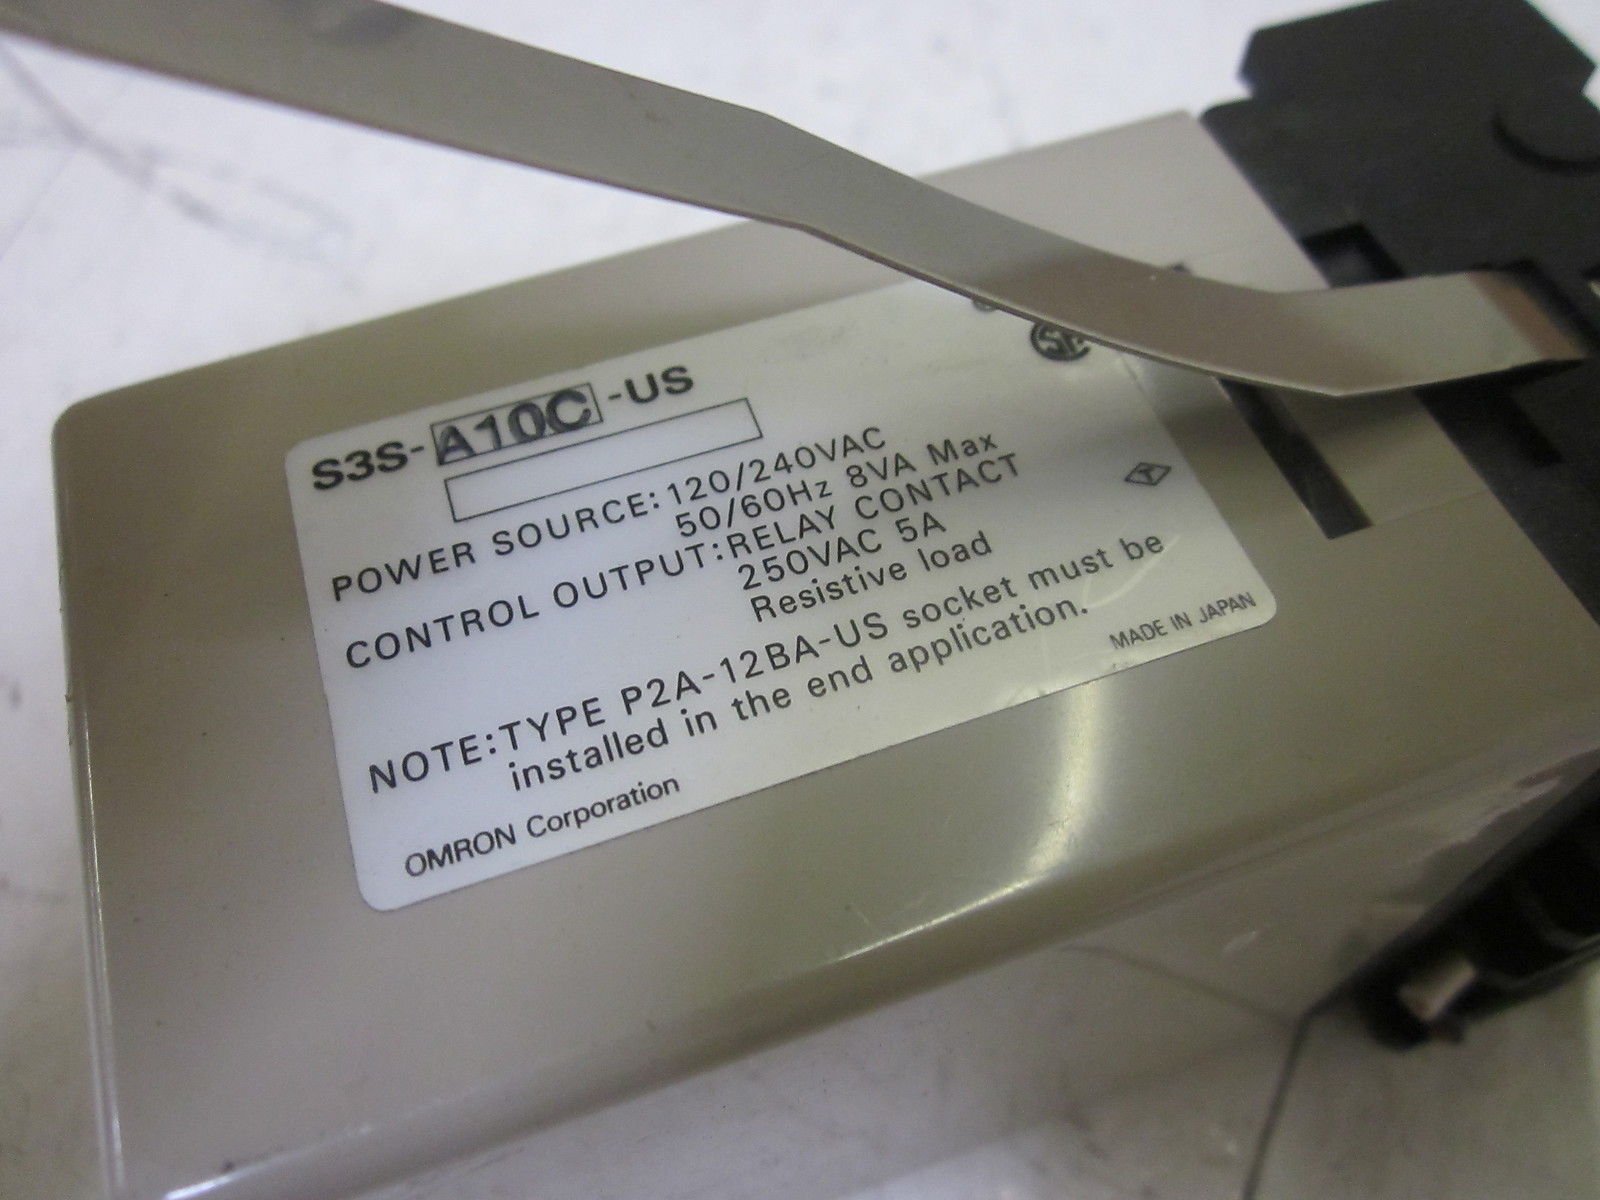 S3S-A10C-US
POWER SOURCE: 120/240VAC
50/60Hz 8VA Max
CONTROL OUTPUT: RELAY CONTACT
250VAC 5A
Resistive load
NOTE: TYPE P2A-12BA-US socket must be
installed in the end application.
OMRON Corporation
MADE IN JAPAN